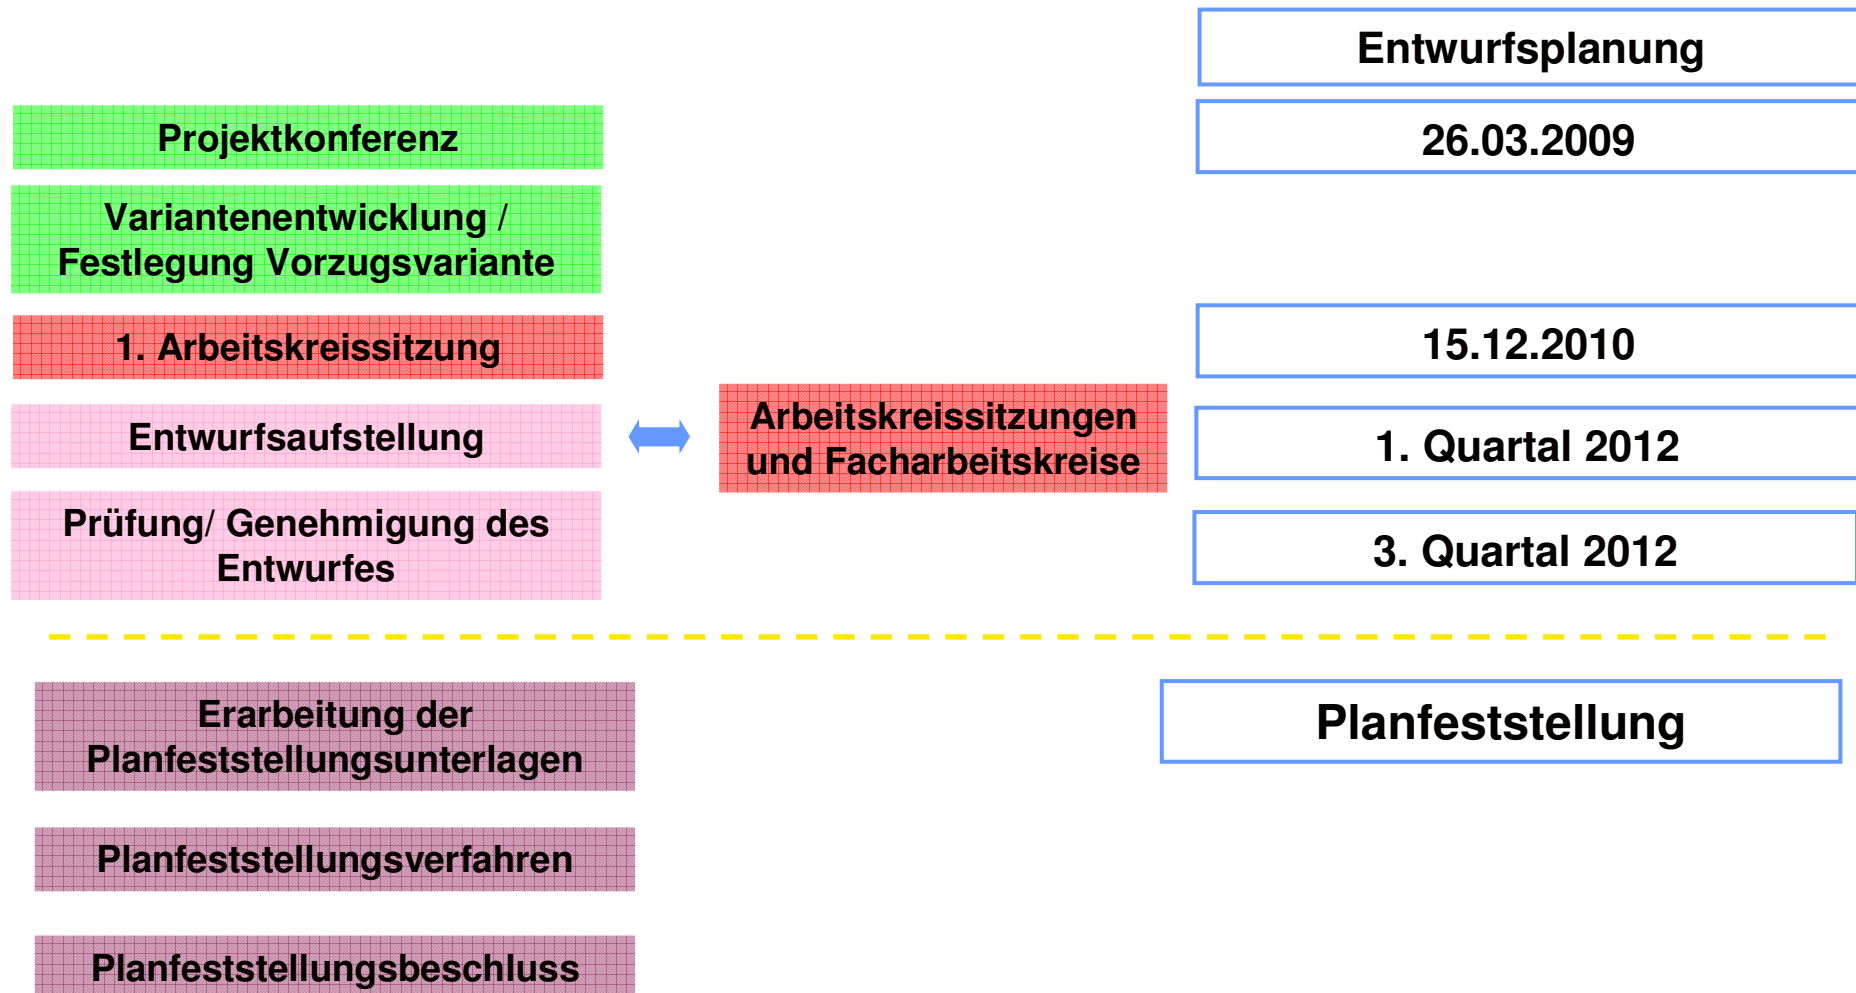 Entwurfsplanung
Projektkonferenz
26.03.2009
Variantenentwicklung /
Festlegung Vorzugsvariante
1. Arbeitskreissitzung
15.12.2010
Entwurfsaufstellung
Arbeitskreissitzungen
und Facharbeitskreise
1. Quartal 2012
Prüfung/ Genehmigung des
Entwurfes
3. Quartal 2012
Erarbeitung der
Planfeststellungsunterlagen
Planfeststellung
Planfeststellungsverfahren
Planfeststellungsbeschluss